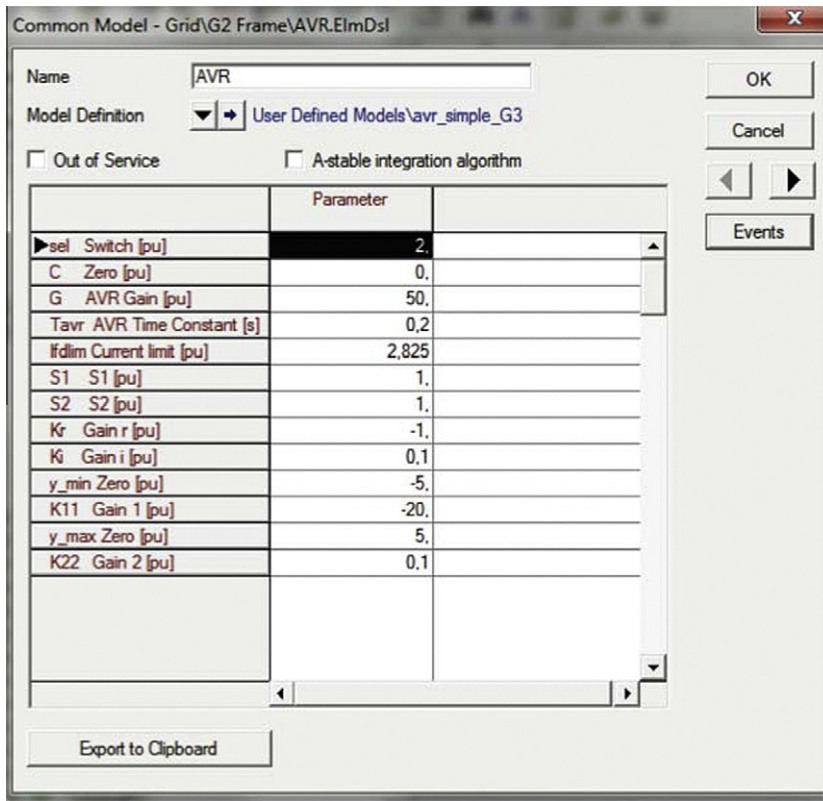 Common Model - Grid\G2 Frame\AVR.ElmDsl
X
Name AVR
OK
Model Definition User Defined Models\avr_simple_G3
Cancel
Out of Service A-stable integration algorithm
Parameter
Events
sel Switch [pu] 2,
C Zero [pu] 0,
G AVR Gain [pu] 50,
Tavr AVR Time Constant [s] 0,2
Ifdlim Current limit [pu] 2,825
S1 S1 [pu] 1,
S2 S2 [pu] 1,
Kr Gain r [pu] -1,
Ki Gain i [pu] 0,1
y_min Zero [pu] -5,
K11 Gain 1 [pu] -20,
y_max Zero [pu] 5,
K22 Gain 2 [pu] 0,1
Export to Clipboard